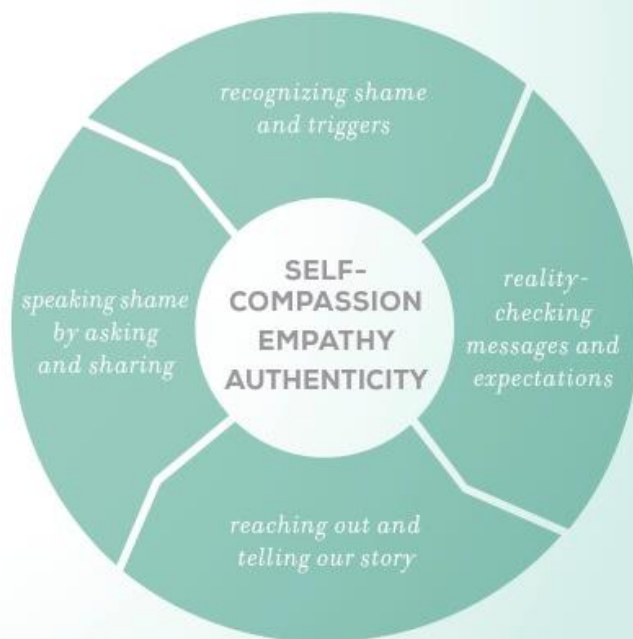 recognizing shame
and triggers
reality-
checking
messages and
expectations
reaching out and
telling our story
speaking shame
by asking
and sharing
SELF-
COMPASSION
EMPATHY
AUTHENTICITY